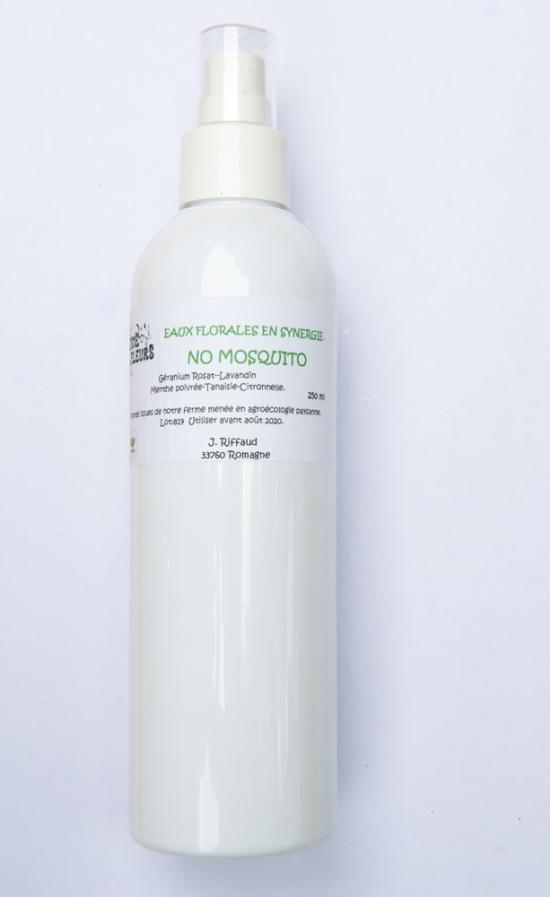 FLEURS
EAUX FLORALES EN SYNERGIE.
NO MOSQUITO
Géranium Rosat-Lavandin
Menthe poivrée-Tanaisie-Citronnelle.
250 ml
issues de notre ferme menée en agroécologie paysanne.
Lot:819 Utiliser avant août 2020.
J. Riffaud
33760 Romagne